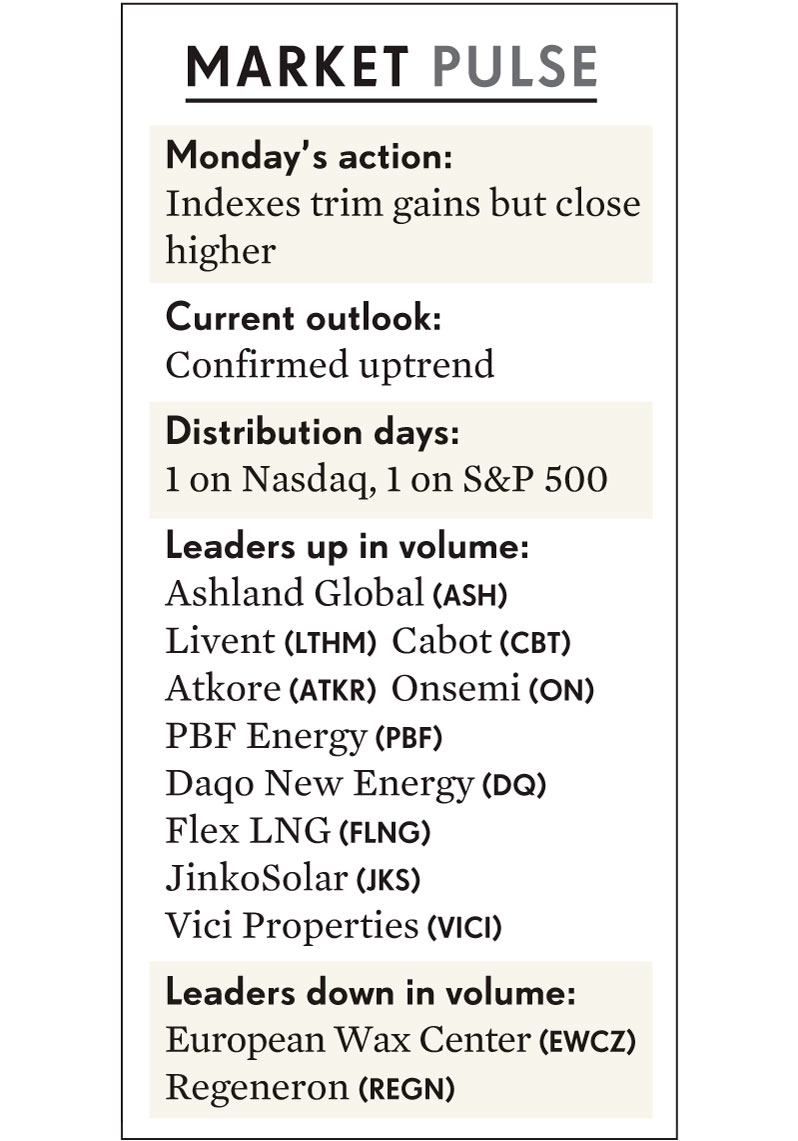 MARKET PULSE
Monday's action:
Indexes trim gains but close
higher
Current outlook:
Confirmed uptrend
Distribution days:
1 on Nasdaq, 1 on S&P 500
Leaders up in volume:
Ashland Global (ASH)
Livent (LTHM) Cabot (CBT)
Atkore (ATKR) Onsemi (ON)
PBF Energy (PBF)
Daqo New Energy (DQ)
Flex LNG (FLNG)
JinkoSolar (JKS)
Vici Properties (VICI)
Leaders down in volume:
European Wax Center (EWCZ)
Regeneron (REGN)